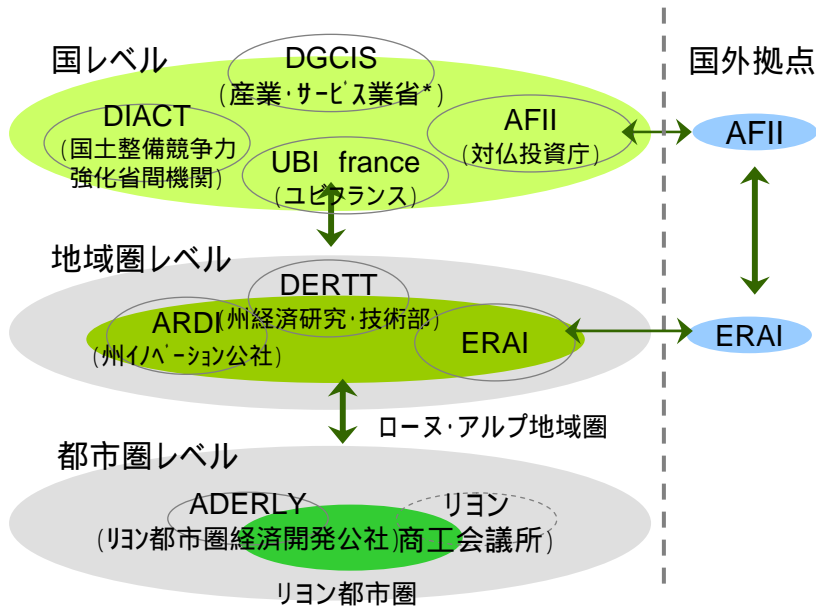 国レベル
DGCIS
(産業・サービス業省*)
国外拠点
DIACT
(国土整備競争力
強化省間機関)
AFII
(対仏投資庁)
AFII
UBI france
(ユビフランス)
地域圏レベル
DERTT
(州経済研究・技術部)
ARDI
(州イノベーション公社)
ERAI
ERAI
ローヌ・アルプ地域圏
都市圏レベル
ADERLY
(リヨン都市圏経済開発公社)
リヨン
商工会議所)
リヨン都市圏